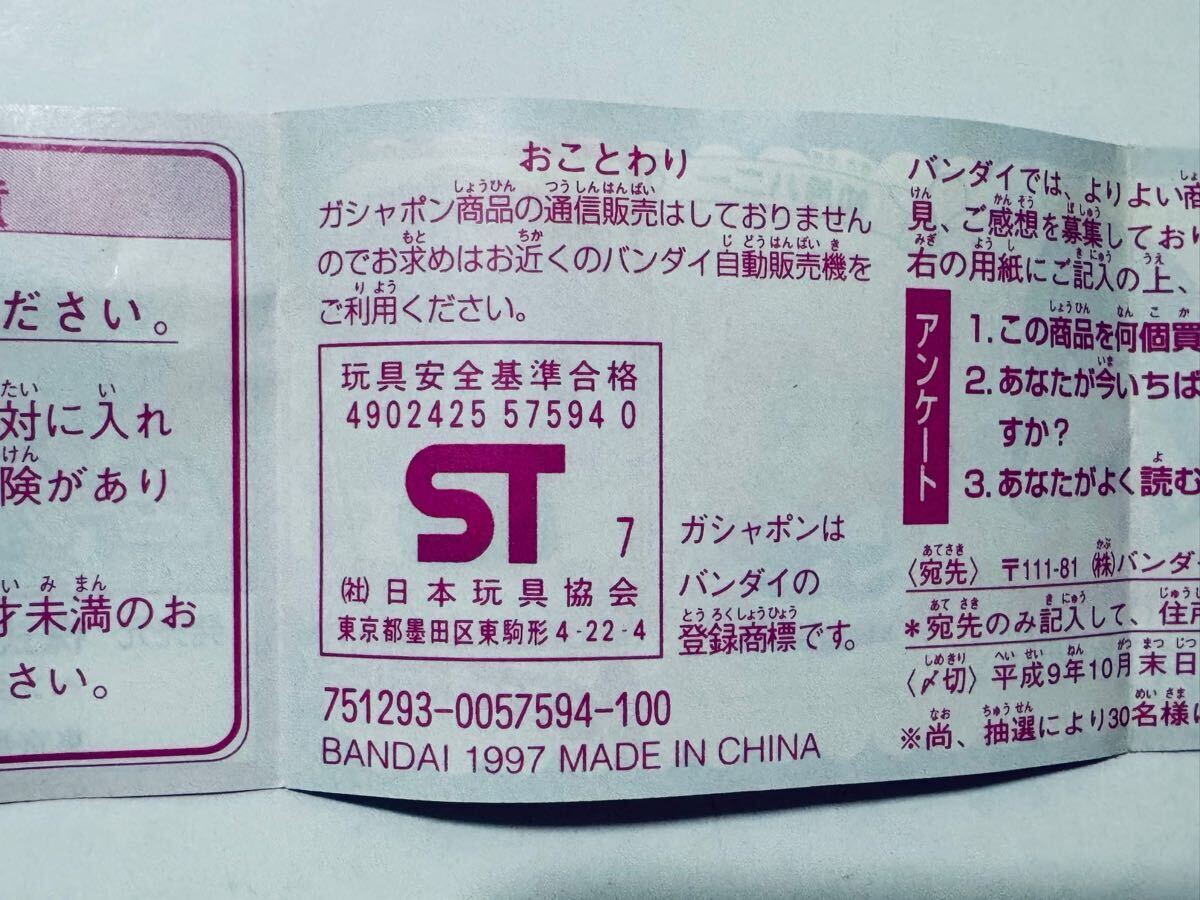 ださい。
対に入れ
険があり
才未満のお
さい。
おことわり
ガシャポン商品の通信販売はしておりません
のでお求めはお近くのバンダイ自動販売機を
ご利用ください。
玩具安全基準合格
4902425 57594 0
ST
7
(社)日本玩具協会
東京都墨田区東駒形4-22-4
ガシャポンは
バンダイの
登録商標です。
751293-0057594-100
BANDAI 1997 MADE IN CHINA
バンダイでは、よりよい商
見、ご感想を募集しており
右の用紙にご記入の上、
アンケート
1.この商品を何個買
2.あなたが今いちば
すか?
3.あなたがよく読む
〈宛先〉 〒111-81 (株)バンダイ
*宛先のみ記入して、住所
〈〆切〉 平成9年10月末日
※尚、抽選により30名様に